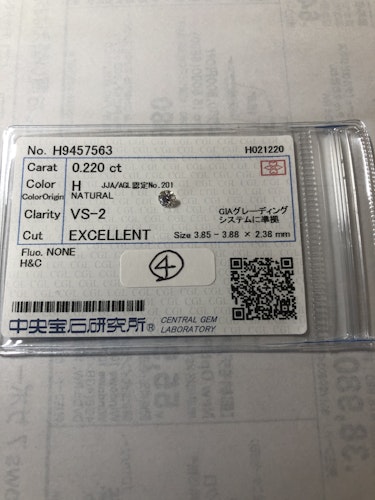 No. H9457563 H021220
Carat 0.220 ct
Color H JJA/AGL認定No.201
ColorOrigin NATURAL
Clarity VS-2 GIAグレーディング
システムに準拠
Cut EXCELLENT Size 3.85 - 3.88 × 2.38 mm
Fluo. NONE
H&C
4
中央宝石研究所® CENTRAL GEM
LABORATORY